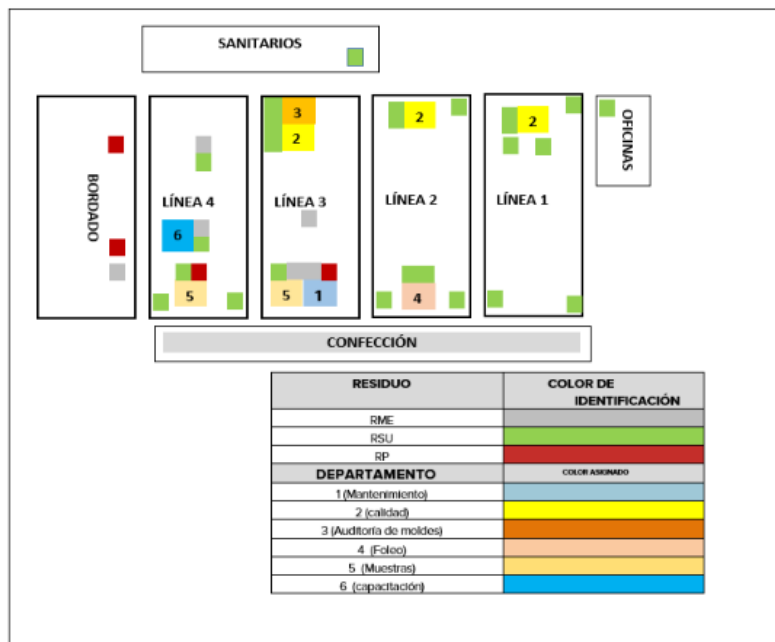 SANITARIOS
3
2
2
2
OFICINAS
BORDADO
LÍNEA 4
LÍNEA 3
LÍNEA 2
LÍNEA 1
6
5
5
1
4
CONFECCIÓN
RESIDUO
COLOR DE
IDENTIFICACIÓN
RME
RSU
RP
DEPARTAMENTO
COLOR ASIGNADO
1 (Mantenimiento)
2 (calidad)
3 (Auditoría de moldes)
4 (Foleo)
5 (Muestras)
6 (capacitación)